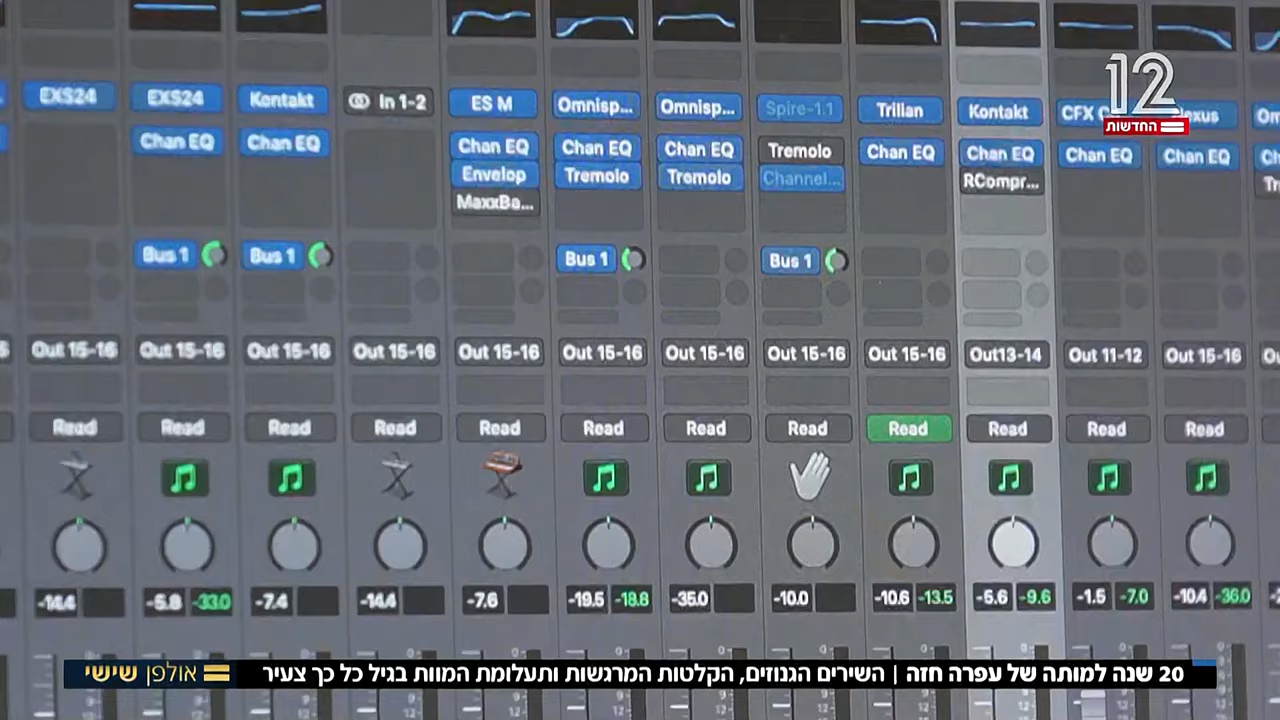 12
החדשות
EXS24 EXS24 Kontakt In 1-2 ES M Omnisp... Omnisp... Spire-1.1 Trilian Kontakt
Chan EQ Chan EQ Chan EQ Chan EQ Chan EQ Tremolo Chan EQ Chan EQ Chan EQ Chan EQ
Envelop Tremolo Tremolo Channel... RCompr...
MaxxBa...
Bus 1 Bus 1 Bus 1 Bus 1
Out 15-16 Out 15-16 Out 15-16 Out 15-16 Out 15-16 Out 15-16 Out 15-16 Out 15-16 Out 15-16 Out13-14 Out 11-12 Out 15-16
Read Read Read Read Read Read Read Read Read Read Read Read
-14.4 -5.8 -33.0 -7.4 -14.4 -7.6 -19.5 -18.8 -35.0 -10.0 -10.6 -13.5 -5.6 -9.6 -1.5 -7.0 -10.4 -36.0
20 שנה למותה של עפרה חזה | השירים הגנוזים, הקלטות המרגשות ותעלומת המוות בגיל כל כך צעיר
אולפן שישי